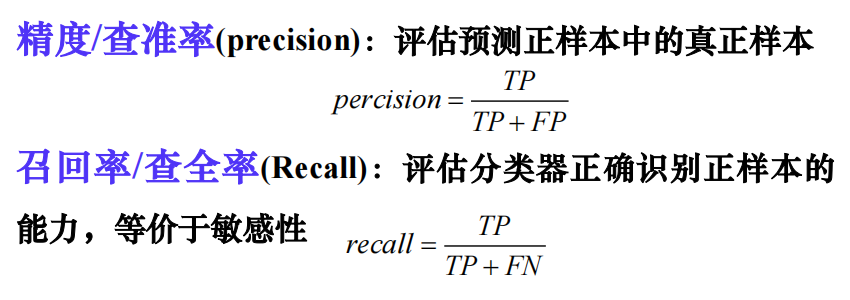 精度/查准率(precision)：评估预测正样本中的真正样本
percision = TP / (TP + FP)
召回率/查全率(Recall)：评估分类器正确识别正样本的
能力，等价于敏感性 recall = TP / (TP + FN)